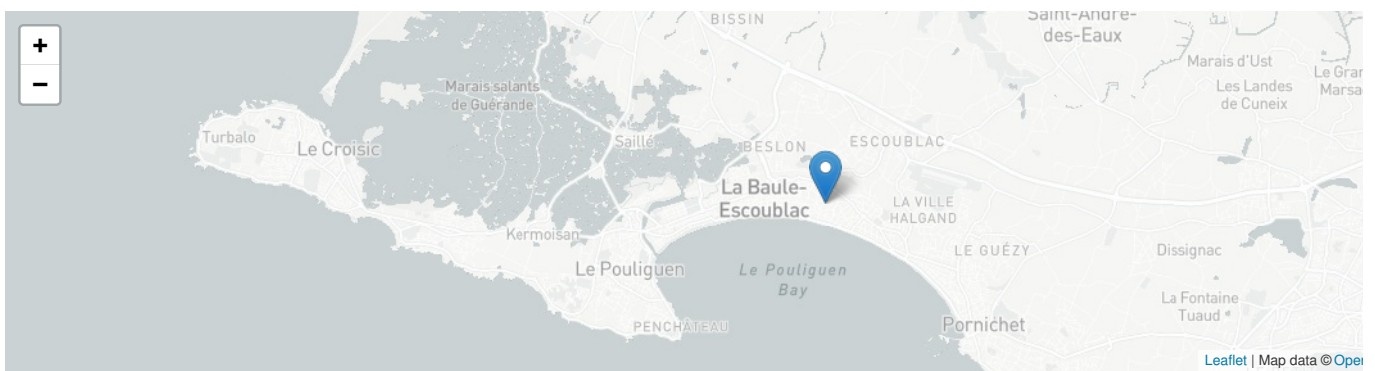 +
−
BISSIN
Saint-André-
des-Eaux
Marais d'Ust
Le Gran
Marsa
Les Landes
de Cuneix
Marais salants
de Guérande
Turbalo
Le Croisic
Saillé
BESLON
ESCOUBLAC
La Baule-
Escoublac
LA VILLE
HALGAND
Kermoisan
LE GUÉZY
Dissignac
Le Pouliguen
Le Pouliguen
Bay
La Fontaine
Tuaud
PENCHÂTEAU
Pornichet
Leaflet | Map data © Open